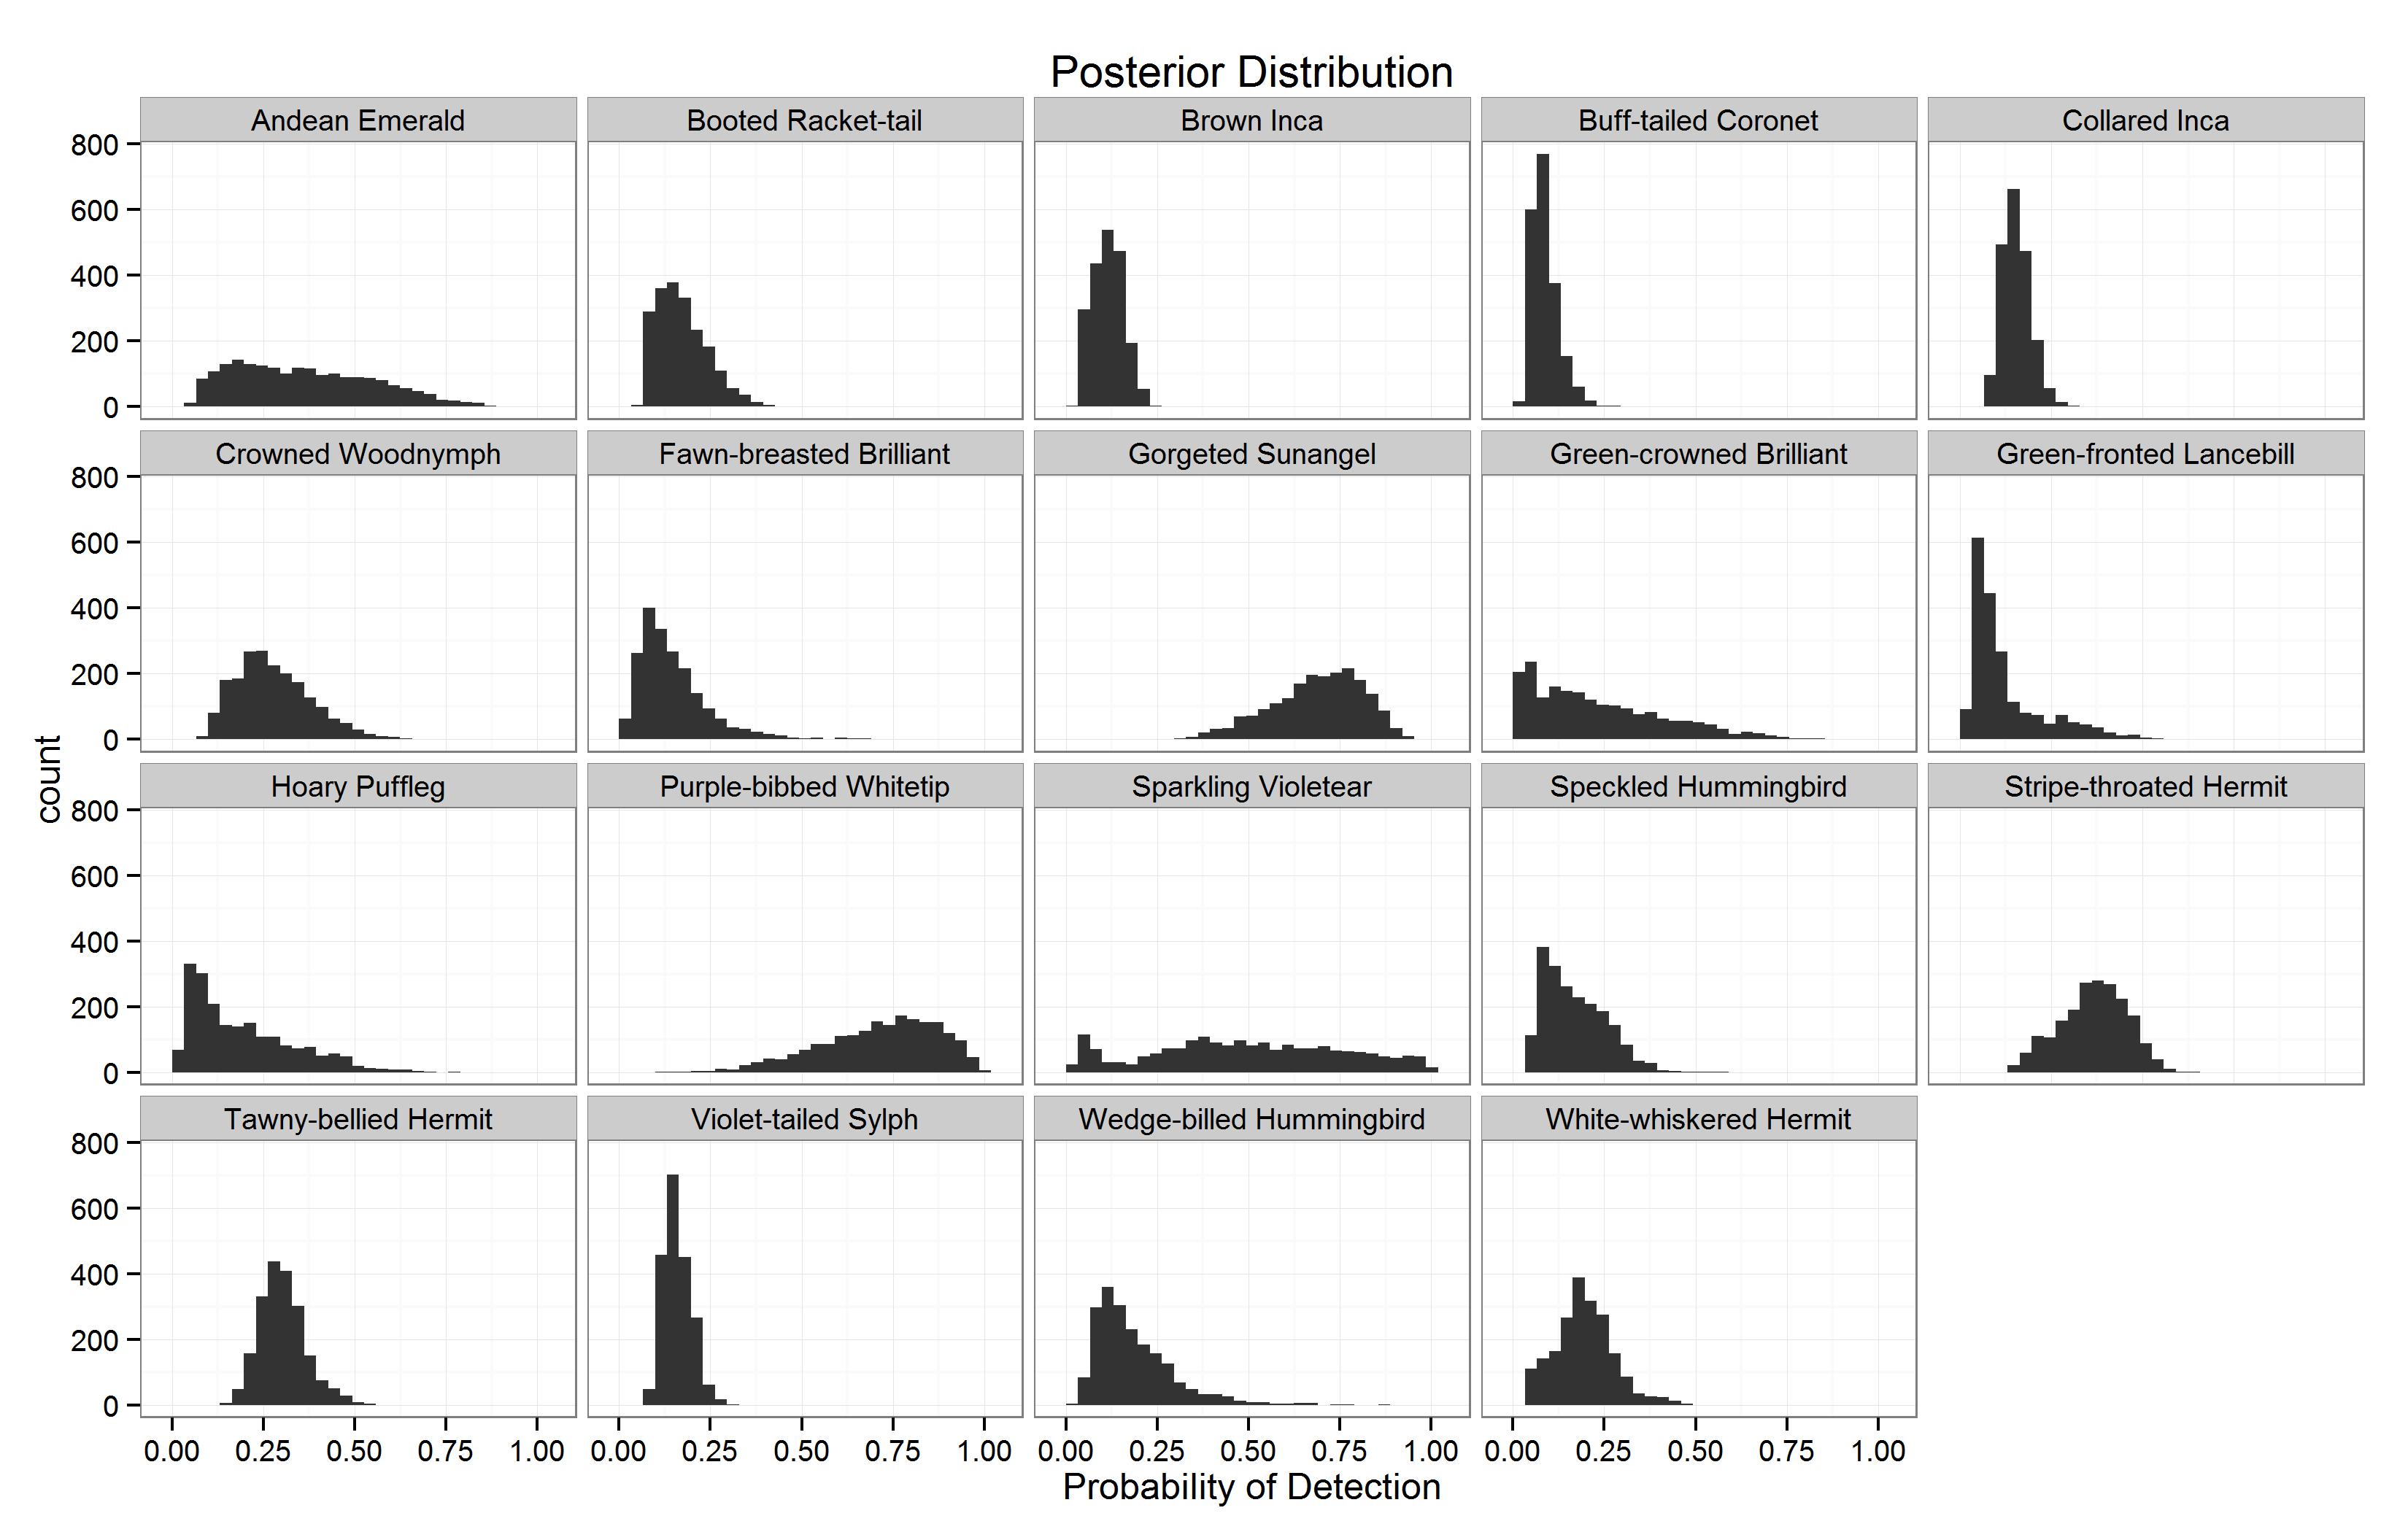 Posterior Distribution
Andean Emerald Booted Racket-tail Brown Inca Buff-tailed Coronet Collared Inca
800
600
400
200
0
Crowned Woodnymph Fawn-breasted Brilliant Gorgeted Sunangel Green-crowned Brilliant Green-fronted Lancebill
800
600
400
200
0
count
Hoary Puffleg Purple-bibbed Whitetip Sparkling Violetear Speckled Hummingbird Stripe-throated Hermit
800
600
400
200
0
Tawny-bellied Hermit Violet-tailed Sylph Wedge-billed Hummingbird White-whiskered Hermit
800
600
400
200
0
0.00 0.25 0.50 0.75 1.00 0.00 0.25 0.50 0.75 1.00 0.00 0.25 0.50 0.75 1.00 0.00 0.25 0.50 0.75 1.00
Probability of Detection